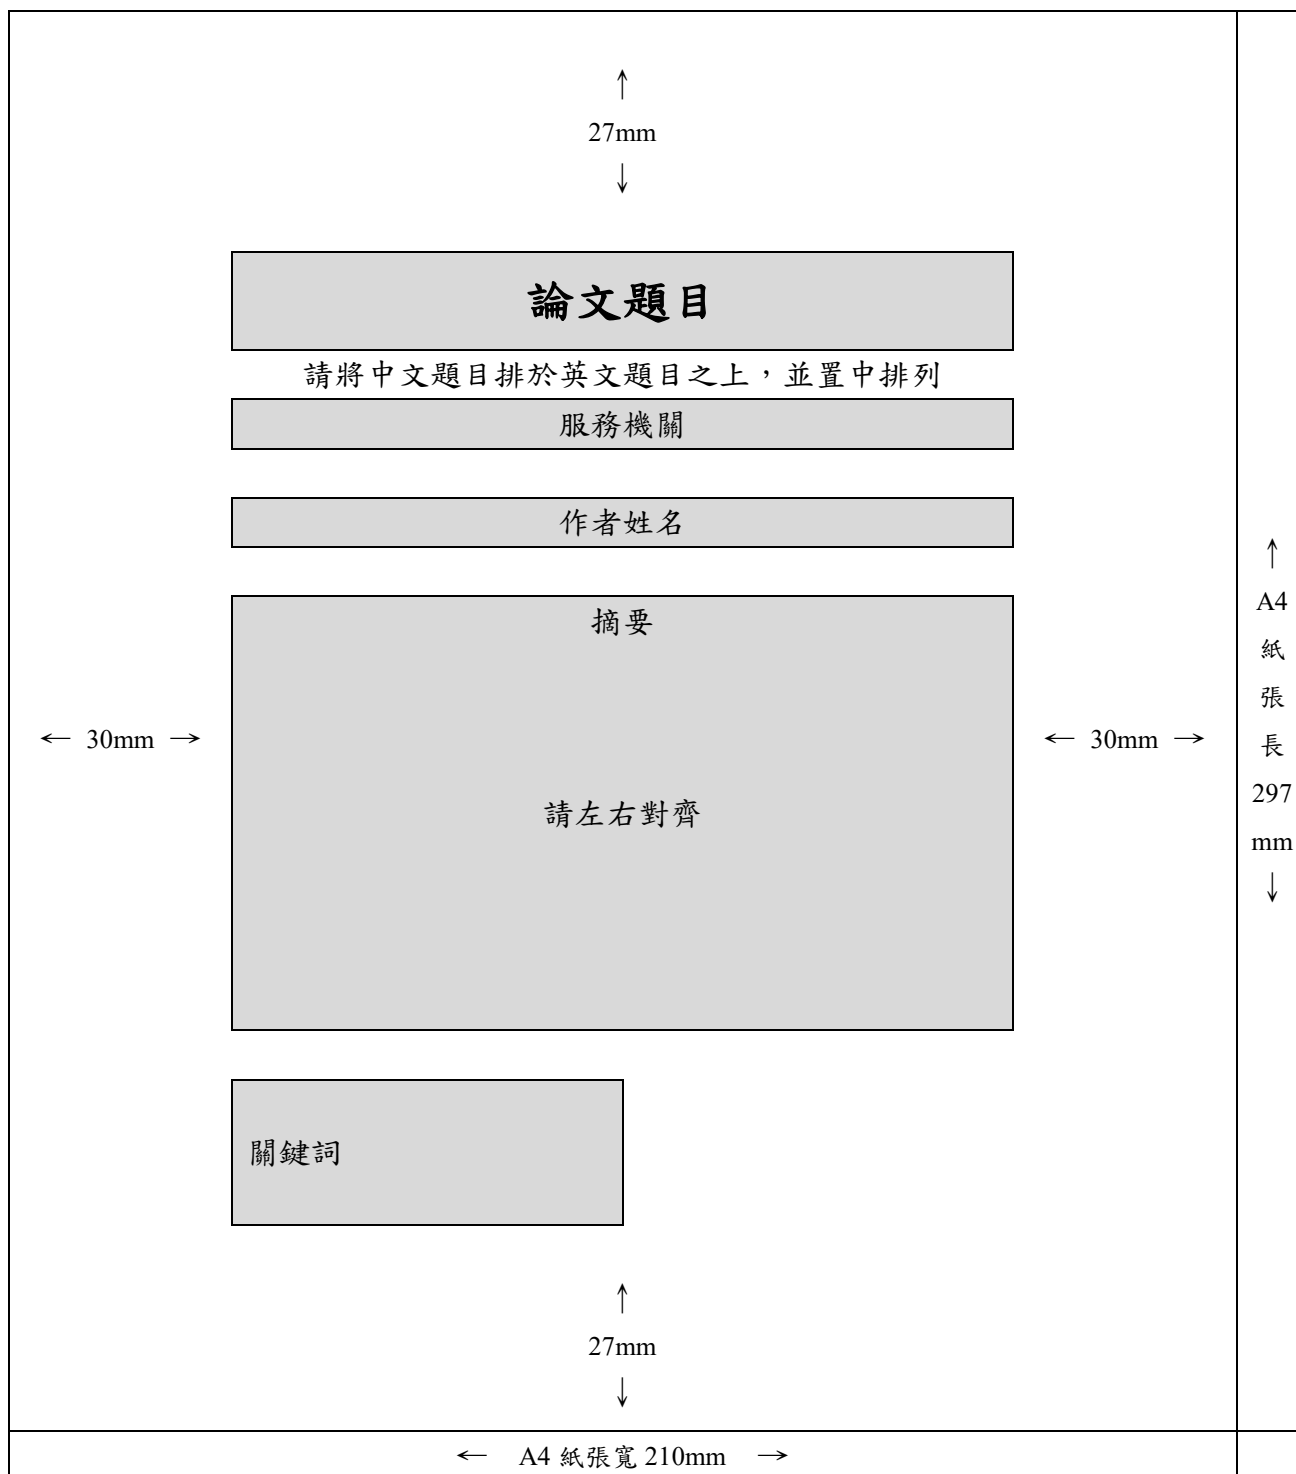 ↑
27mm
↓
論文題目
請將中文題目排於英文題目之上，並置中排列
服務機關
作者姓名
摘要
← 30mm →
請左右對齊
← 30mm →
↑
A4
紙
張
長
297
mm
↓
關鍵詞
↑
27mm
↓
← A4 紙張寬 210mm →